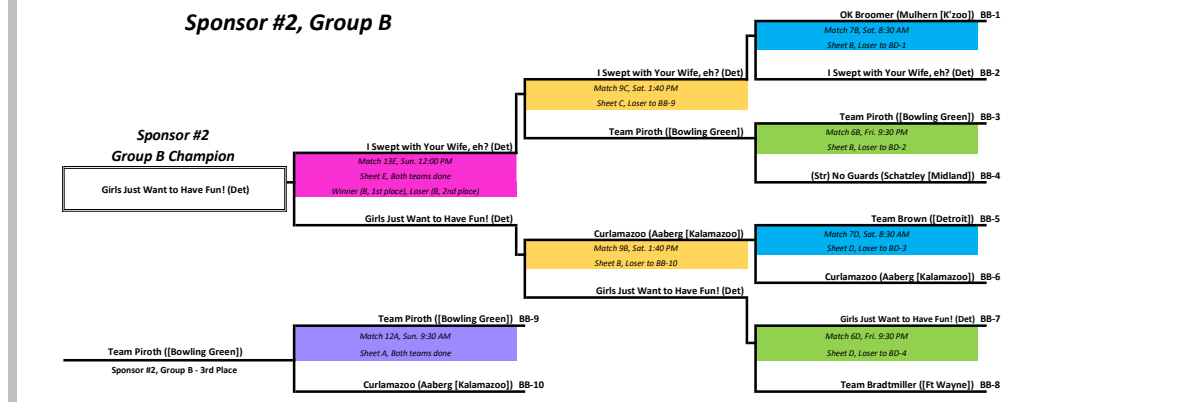 Sponsor #2, Group B
OK Broomer (Mulhern [K'zoo]) BB-1
Match 7B, Sat. 8:30 AM
Sheet B, Loser to BD-1
I Swept with Your Wife, eh? (Det) BB-2
I Swept with Your Wife, eh? (Det)
Match 9C, Sat. 1:40 PM
Sheet C, Loser to BB-9
Team Piroth ([Bowling Green]) BB-3
Match 6B, Fri. 9:30 PM
Sheet B, Loser to BD-2
(Str) No Guards (Schatzley [Midland]) BB-4
Team Piroth ([Bowling Green])
Sponsor #2
Group B Champion
Girls Just Want to Have Fun! (Det)
I Swept with Your Wife, eh? (Det)
Match 13E, Sun. 12:00 PM
Sheet E, Both teams done
Winner (B, 1st place), Loser (B, 2nd place)
Girls Just Want to Have Fun! (Det)
Team Brown ([Detroit]) BB-5
Match 7D, Sat. 8:30 AM
Sheet D, Loser to BD-3
Curlamazoo (Aaberg [Kalamazoo]) BB-6
Curlamazoo (Aaberg [Kalamazoo])
Match 9B, Sat. 1:40 PM
Sheet B, Loser to BB-10
Girls Just Want to Have Fun! (Det)
Girls Just Want to Have Fun! (Det) BB-7
Match 6D, Fri. 9:30 PM
Sheet D, Loser to BD-4
Team Bradtmiller ([Ft Wayne]) BB-8
Team Piroth ([Bowling Green]) BB-9
Match 12A, Sun. 9:30 AM
Sheet A, Both teams done
Curlamazoo (Aaberg [Kalamazoo]) BB-10
Team Piroth ([Bowling Green])
Sponsor #2, Group B - 3rd Place